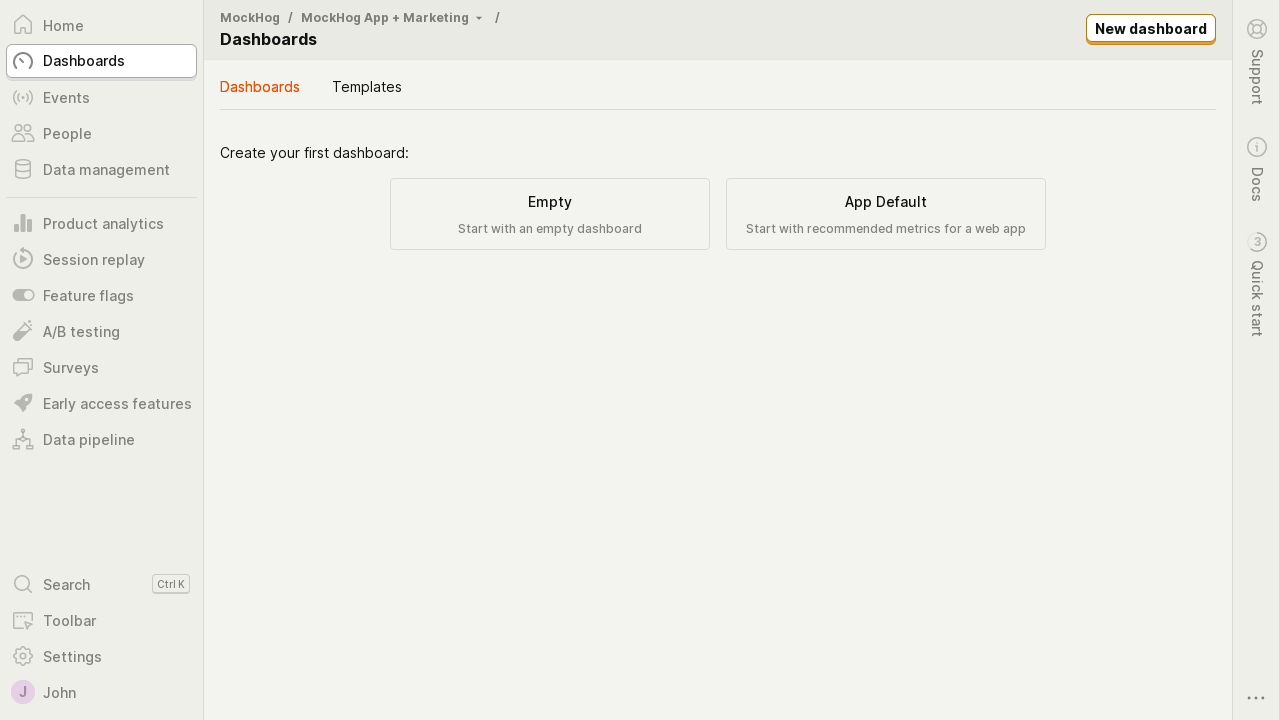 Home
Dashboards
Events
People
Data management
Product analytics
Session replay
Feature flags
A/B testing
Surveys
Early access features
Data pipeline
Search Ctrl K
Toolbar
Settings
J John
MockHog / MockHog App + Marketing /
Dashboards
New dashboard
Dashboards Templates
Create your first dashboard:
Empty
Start with an empty dashboard
App Default
Start with recommended metrics for a web app
Support
Docs
3 Quick start